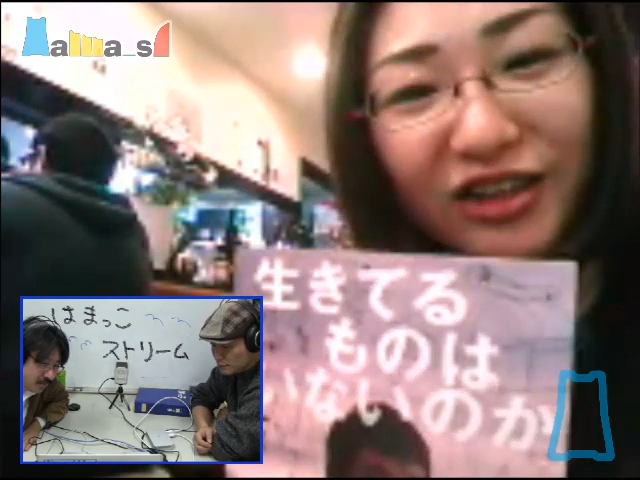 amma_s
生きてる
ものは
いないのか
はまっこ
ストリーム